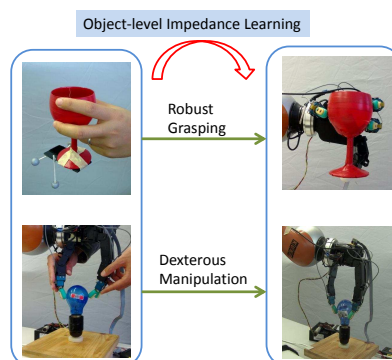 Object-level Impedance Learning
Robust
Grasping
Dexterous
Manipulation